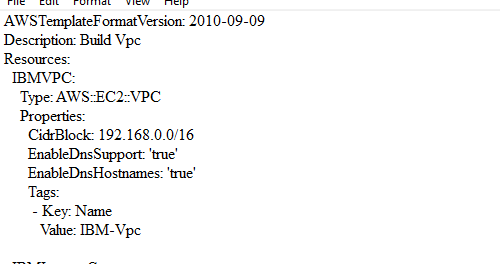 File Edit Format View Help
AWSTemplateFormatVersion: 2010-09-09
Description: Build Vpc
Resources:
IBMVPC:
Type: AWS::EC2::VPC
Properties:
CidrBlock: 192.168.0.0/16
EnableDnsSupport: 'true'
EnableDnsHostnames: 'true'
Tags:
- Key: Name
Value: IBM-Vpc